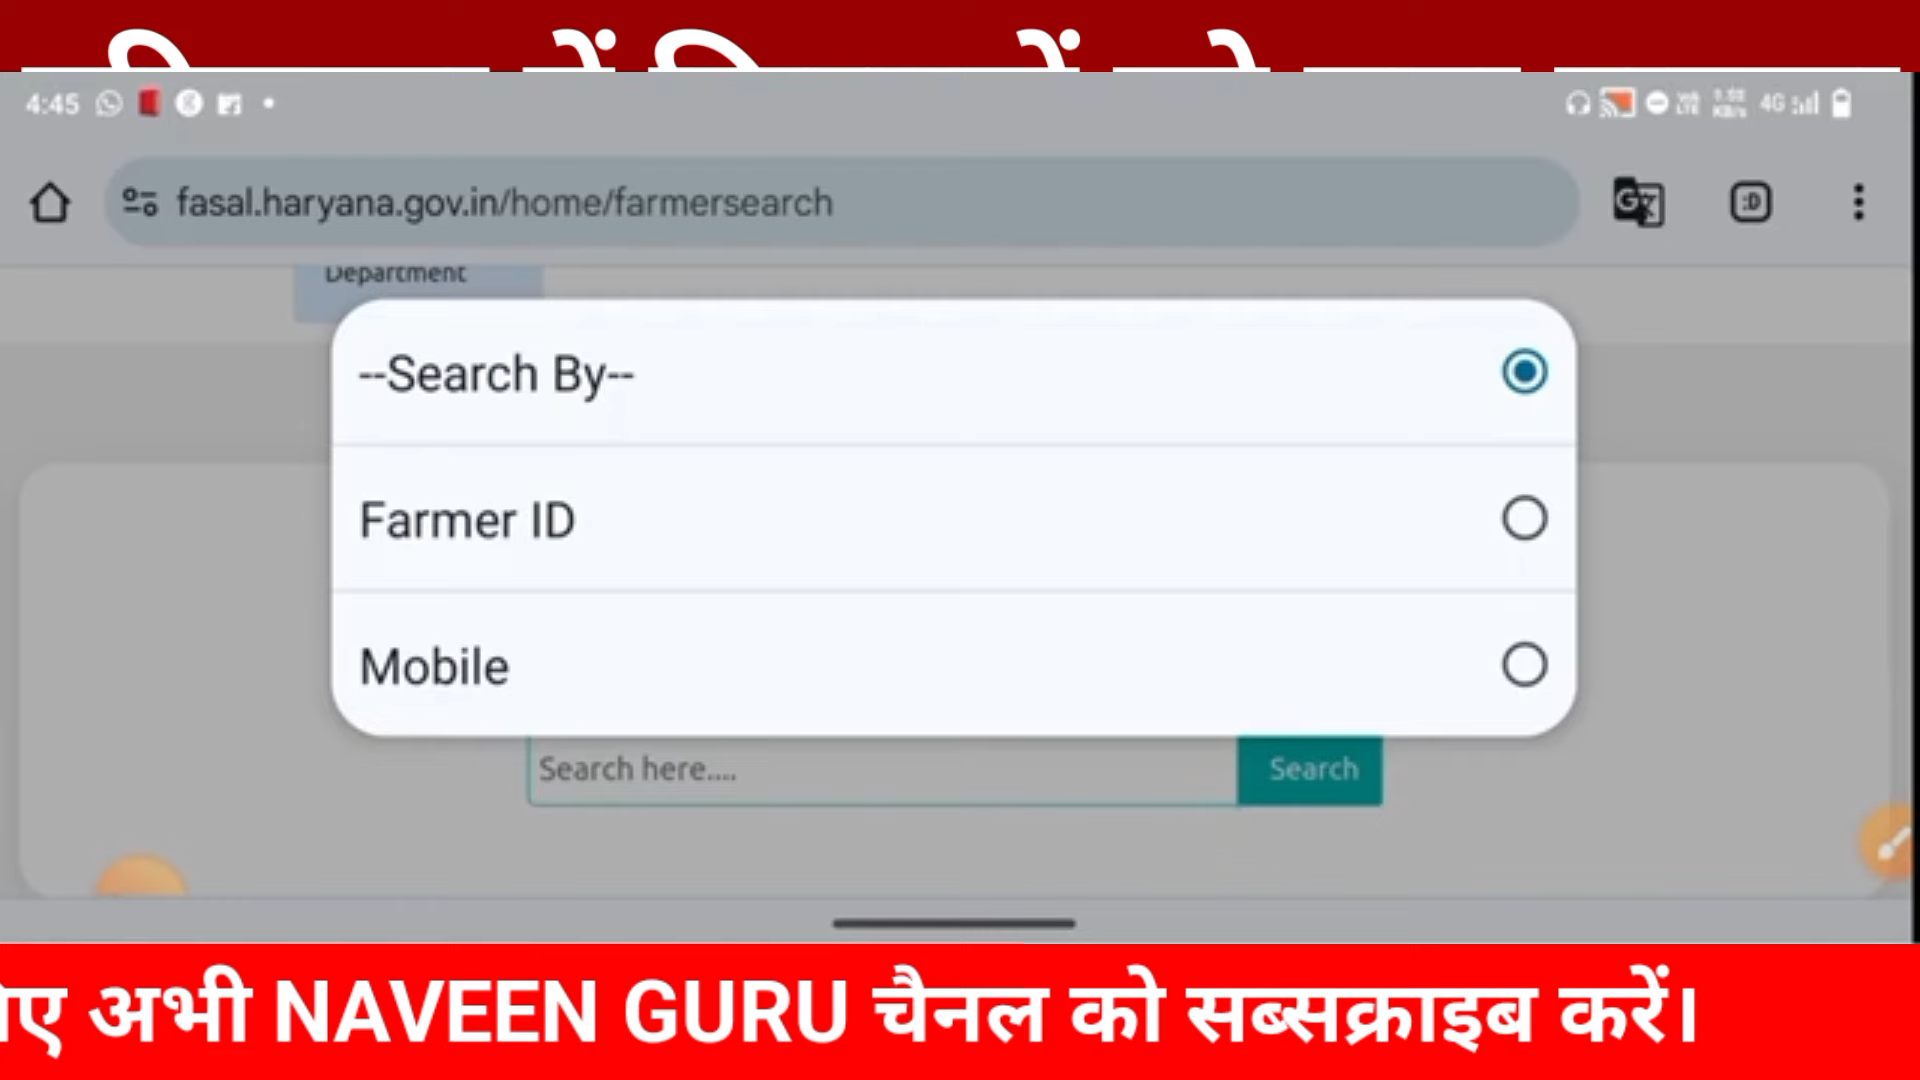 4:45
4G
fasal.haryana.gov.in/home/farmersearch
Department
--Search By--
Farmer ID
Mobile
Search here....
Search
अभी NAVEEN GURU चैनल को सब्सक्राइब करें।